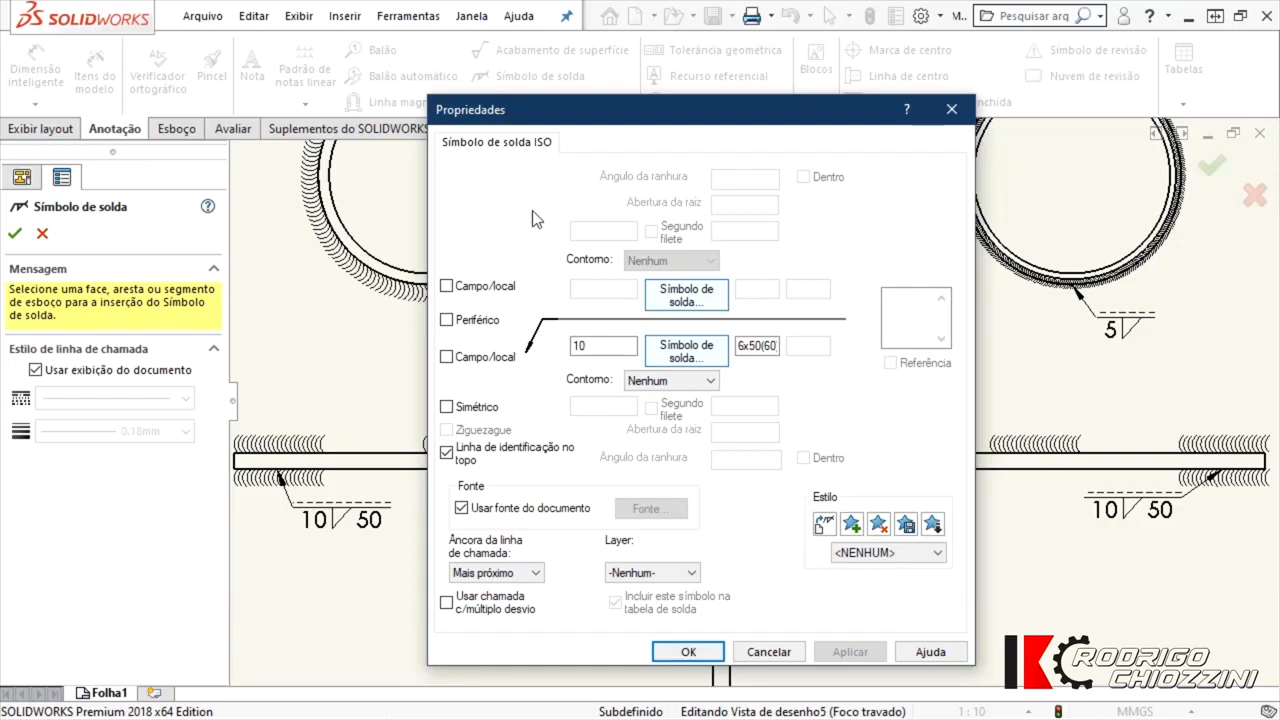 SOLIDWORKS
Arquivo Editar Exibir Inserir Ferramentas Janela Ajuda
M..
Pesquisar arq
?
Dimensão inteligente
Itens do modelo
Verificador ortográfico
Pincel
Nota
Padrão de notas linear
Balão
Balão automático
Linha mag
Acabamento de superfície
Símbolo de solda
Tolerância geométrica
Recurso referencial
Blocos
Marca de centro
Linha de centro
Símbolo de revisão
Nuvem de revisão
Tabelas
Exibir layout
Anotação
Esboço
Avaliar
Suplementos do SOLIDWORKS
Símbolo de solda
?
Mensagem
Selecione uma face, aresta ou segmento
de esboço para a inserção do Símbolo
de solda.
Estilo de linha de chamada
Usar exibição do documento
0.18mm
Propriedades
?
Símbolo de solda ISO
Ângulo da ranhura
Dentro
Abertura da raiz
Segundo
filete
Contorno:
Nenhum
Campo/local
Símbolo de
solda...
Periférico
Campo/local
10
Símbolo de
solda...
6x50(60)
Referência
Contorno:
Nenhum
Simétrico
Segundo
filete
Ziguezague
Abertura da raiz
Linha de identificação no
topo
Ângulo da ranhura
Dentro
Fonte
Usar fonte do documento
Fonte...
Estilo
<NENHUM>
Âncora da linha
de chamada:
Mais próximo
Layer:
-Nenhum-
Usar chamada
c/múltiplo desvio
Incluir este símbolo na
tabela de solda
OK
Cancelar
Aplicar
Ajuda
5
10 50
10 50
RODRIGO
CHIOZZINI
Folha1
SOLIDWORKS Premium 2018 x64 Edition
Subdefinido
Editando Vista de desenho5 (Foco travado)
1 : 10
MMGS